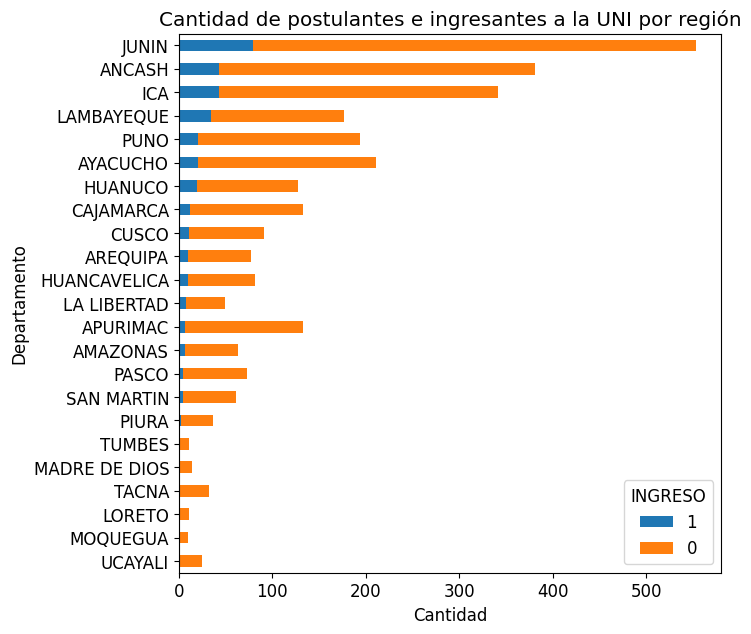 Cantidad de postulantes e ingresantes a la UNI por región
Departamento
JUNIN
ANCASH
ICA
LAMBAYEQUE
PUNO
AYACUCHO
HUANUCO
CAJAMARCA
CUSCO
AREQUIPA
HUANCAVELICA
LA LIBERTAD
APURIMAC
AMAZONAS
PASCO
SAN MARTIN
PIURA
TUMBES
MADRE DE DIOS
TACNA
LORETO
MOQUEGUA
UCAYALI
INGRESO
1
0
0 100 200 300 400 500
Cantidad